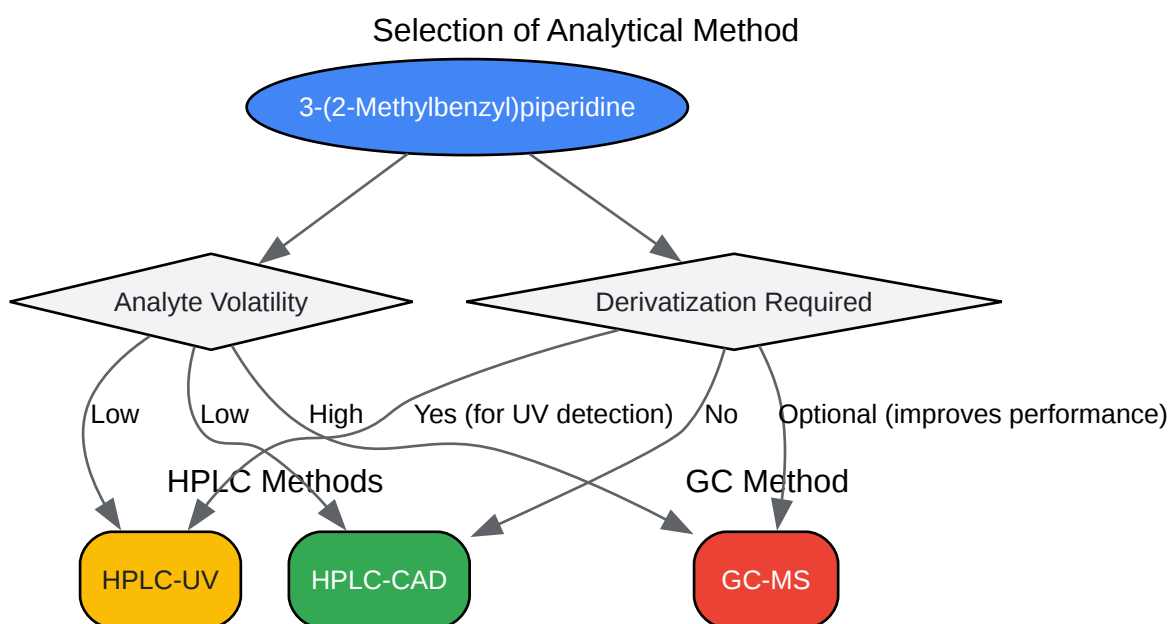 Selection of Analytical Method
3-(2-Methylbenzyl)piperidine
Analyte Volatility
Derivatization Required
Low
Low
High
Yes (for UV detection)
No
Optional (improves performance)
HPLC Methods
GC Method
HPLC-UV
HPLC-CAD
GC-MS